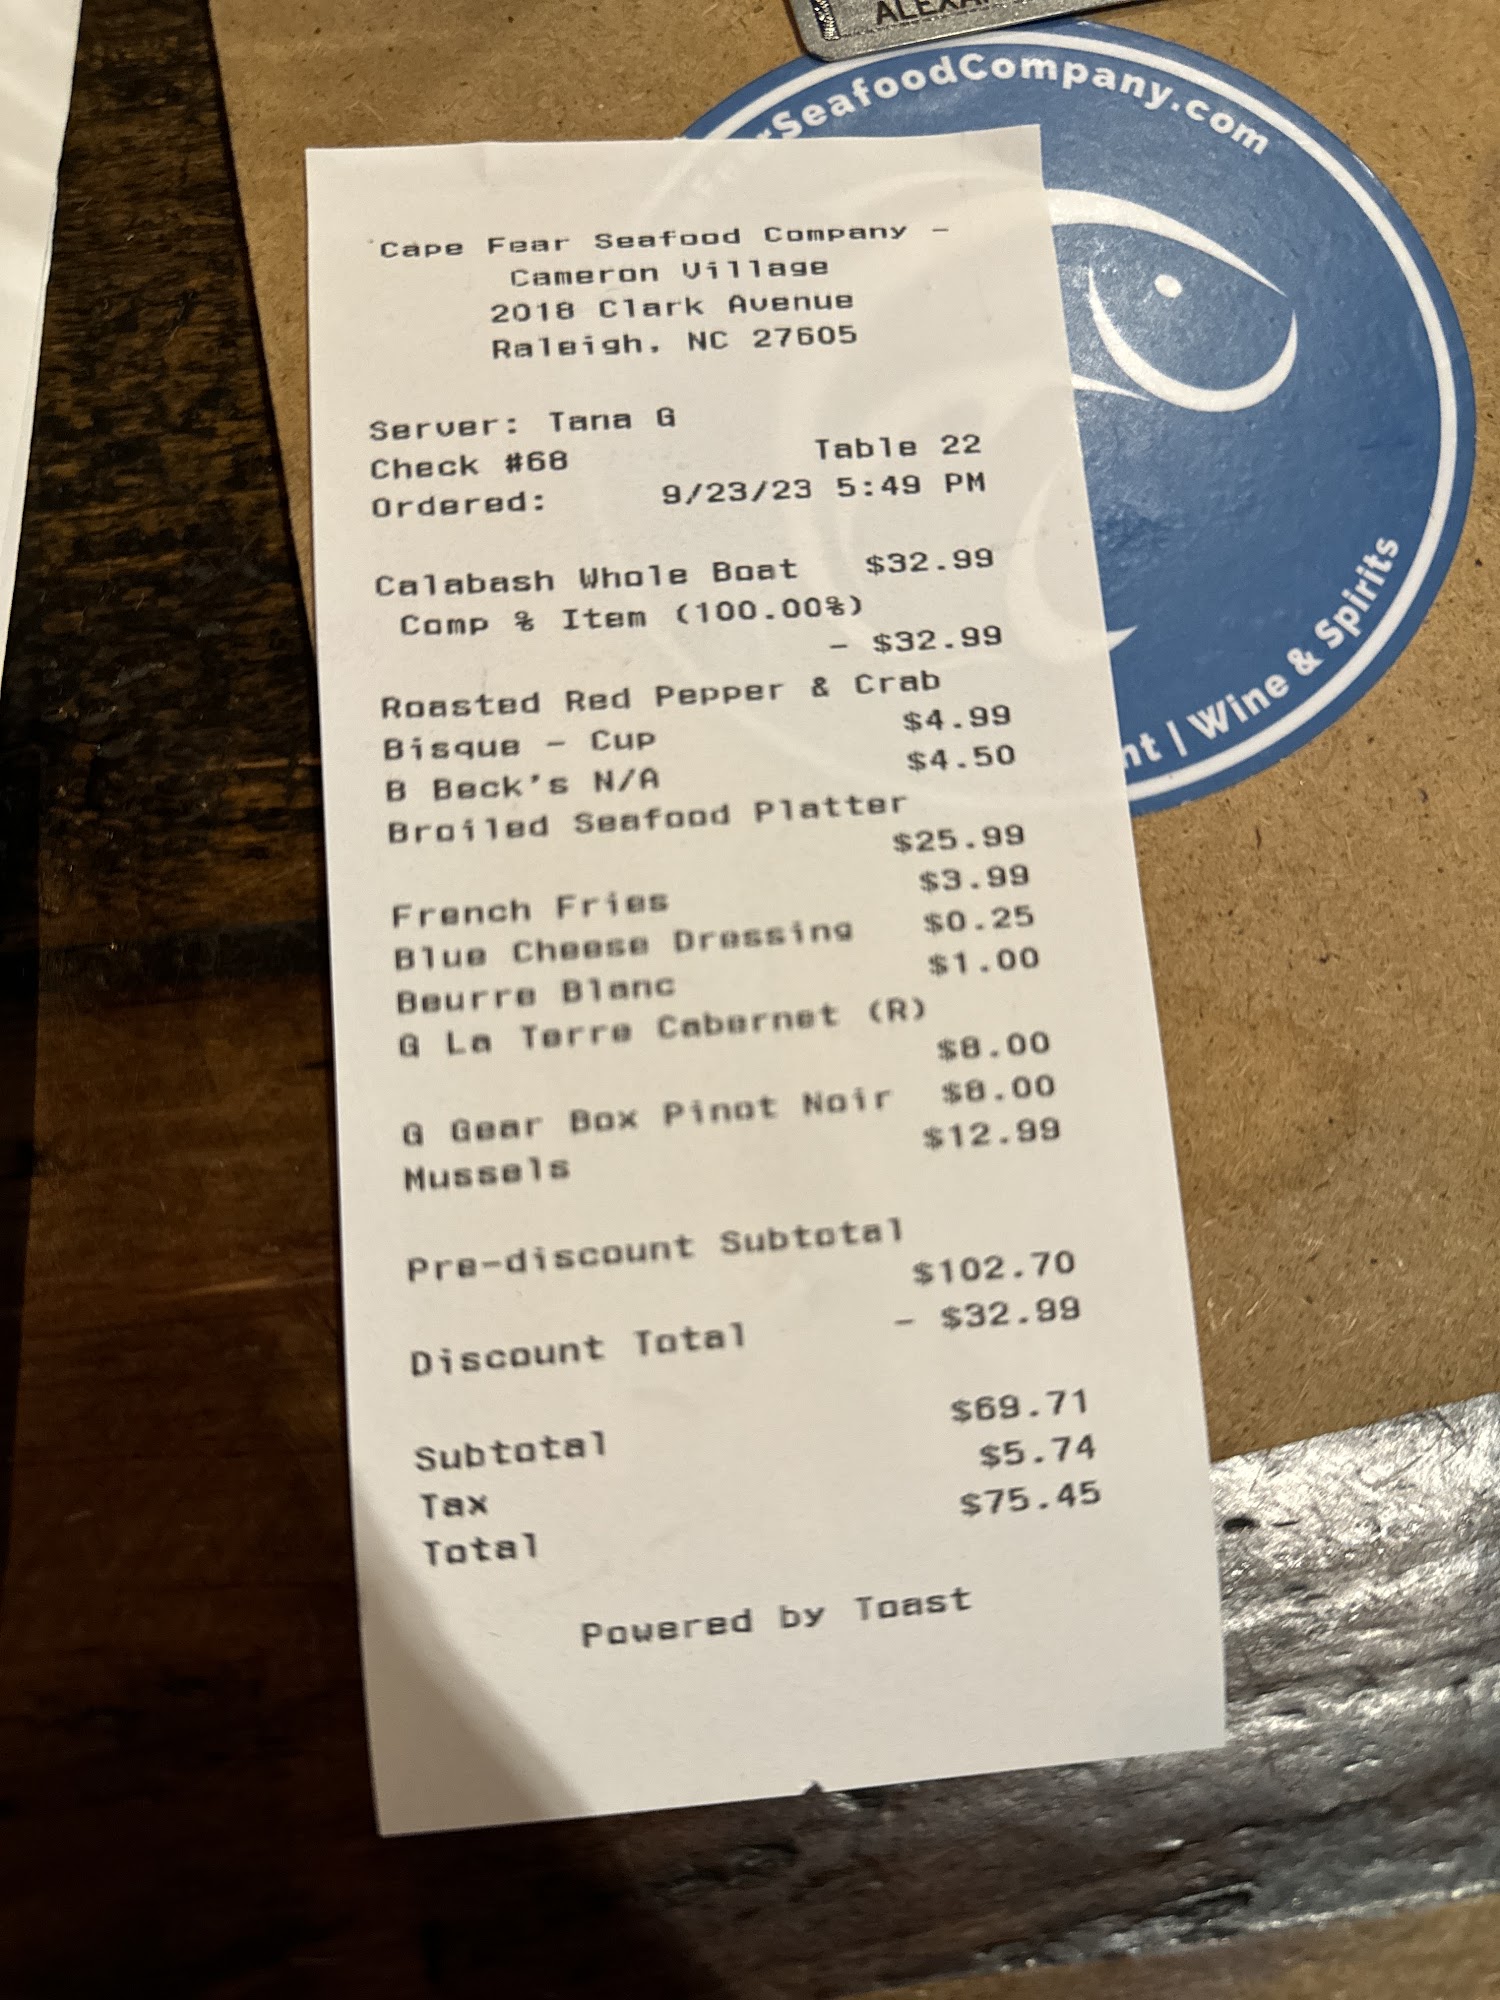 ALEXA
rSeafoodCompany.com
nt | Wine & Spirits
Cape Fear Seafood Company -
Cameron Village
2018 Clark Avenue
Raleigh, NC 27605
Server: Tana G
Check #68 Table 22
Ordered: 9/23/23 5:49 PM
Calabash Whole Boat $32.99
Comp % Item (100.00%)
- $32.99
Roasted Red Pepper & Crab
Bisque - Cup $4.99
B Beck's N/A $4.50
Broiled Seafood Platter
$25.99
French Fries $3.99
Blue Cheese Dressing $0.25
Beurre Blanc $1.00
G La Terre Cabernet (R)
$8.00
G Gear Box Pinot Noir $8.00
Mussels $12.99
Pre-discount Subtotal
$102.70
Discount Total - $32.99
Subtotal $69.71
Tax $5.74
Total $75.45
Powered by Toast